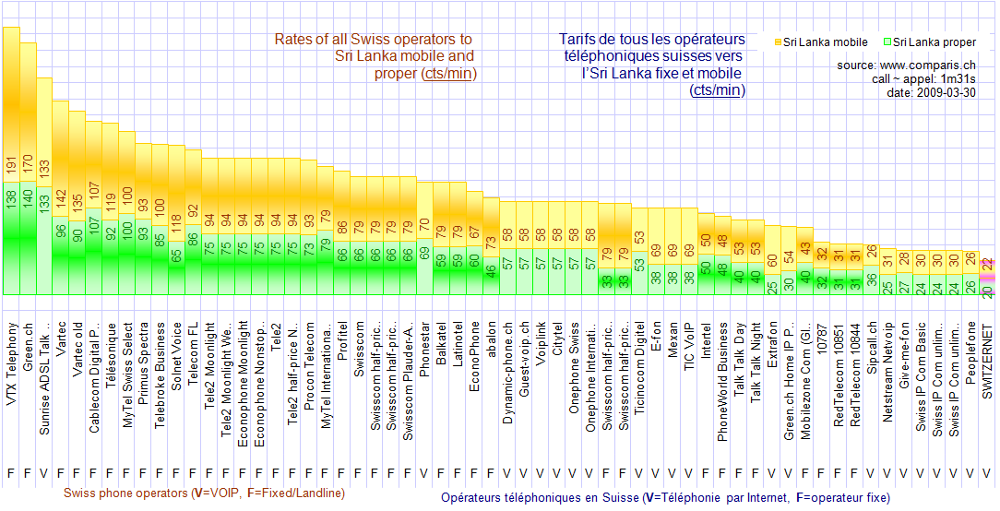 Rates of all Swiss operators to
Sri Lanka mobile and
proper (cts/min)
Tarifs de tous les opérateurs
téléphoniques suisses vers
l'Sri Lanka fixe et mobile
(cts/min)
Sri Lanka mobile
Sri Lanka proper
source: www.comparis.ch
call ~ appel: 1m31s
date: 2009-03-30
191 170 133 142 135 107 119 100 93 100 118 92 94 94 94 94 94 94 93 79 86 79 79 79 79 70 79 79 67 73 58 58 58 58 58 58 79 79 53 69 69 69 50 48 53 53 60 54 43 32 31 31 26 31 28 30 30 30 26 22
138 140 133 96 90 107 92 100 93 85 65 86 75 75 75 75 75 75 73 79 66 66 66 66 66 69 59 59 60 46 57 57 57 57 57 57 33 33 53 38 38 38 50 48 40 40 25 30 40 32 31 31 36 25 27 24 24 24 26 20
VTX Telephony
Green.ch
Sunrise ADSL Talk ..
Vartec
Vartec old
Cablecom Digital P..
Télésonique
MyTel Swiss Select
Primus Spectra
Telebroke Business
Solnet Voice
Telecom FL
Tele2 Moonlight
Tele2 Moonlight We..
Econophone Moonlight
Econophone Nonstop..
Tele2
Tele2 half-price N..
Procon Telecom
MyTel Internationa..
Profitel
Swisscom
Swisscom half-pric..
Swisscom half-pric..
Swisscom Plauder-A..
Phonestar
Balkatel
Latinotel
EconoPhone
abalon
Dynamic-phone.ch
Guest-voip.ch
Voiplink
Citytel
Onephone Swiss
Onephone Internati..
Swisscom half-pric..
Swisscom half-pric..
Ticinocom Digitel
E-fon
Mexan
TIC VoIP
Intertel
PhoneWorld Business
Talk Talk Day
Talk Talk Night
Extrafon
Green.ch Home IP P..
Mobilezone Com (Gl..
10787
RedTelecom 10851
RedTelecom 10844
Sipcall.ch
Netstream Netvoip
Give-me-fon
Swiss IP Com Basic
Swiss IP Com unlim..
Swiss IP Com unlim..
Peoplefone
SWITZERNET
F F V F F F F F F F F F F F F F F F F F F F F F F V F F F F V V V V V V F F V V V V F F F F V V F F F F V V V V V V V V
Swiss phone operators (V=VOIP, F=Fixed/Landline)
Opérateurs téléphoniques en Suisse (V=Téléphonie par Internet, F=operateur fixe)